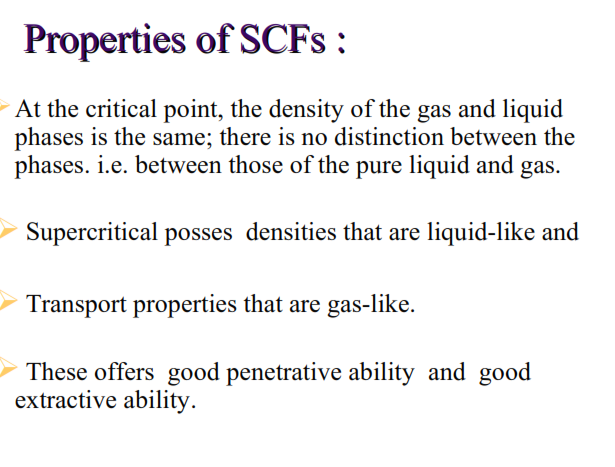 Properties of SCFs :
At the critical point, the density of the gas and liquid
phases is the same; there is no distinction between the
phases. i.e. between those of the pure liquid and gas.
Supercritical posses  densities that are liquid-like and
Transport properties that are gas-like.
These offers  good penetrative ability  and  good
extractive ability.